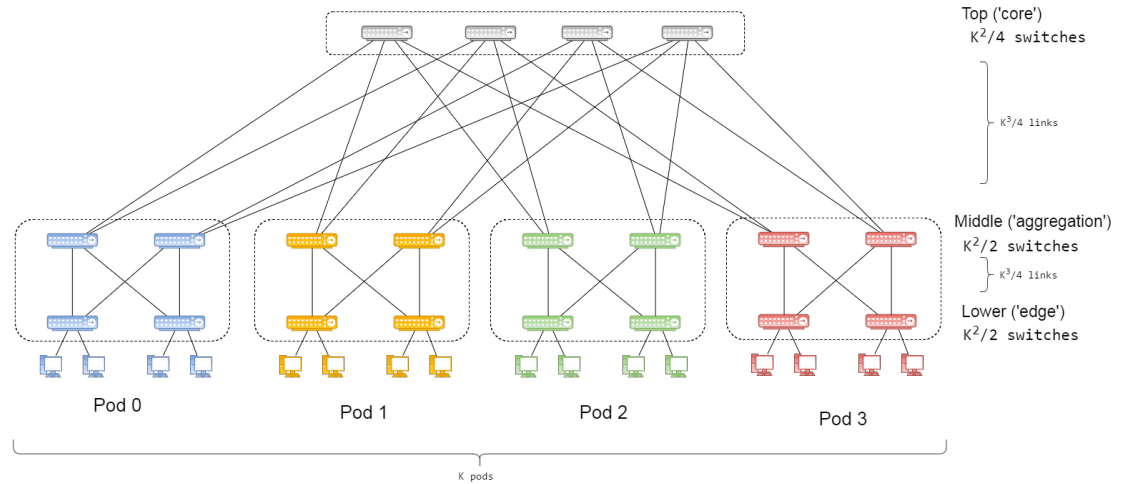 Top ('core')
K²/4 switches
K³/4 links
Middle ('aggregation')
K²/2 switches
K³/4 links
Lower ('edge')
K²/2 switches
Pod 0
Pod 1
Pod 2
Pod 3
K pods